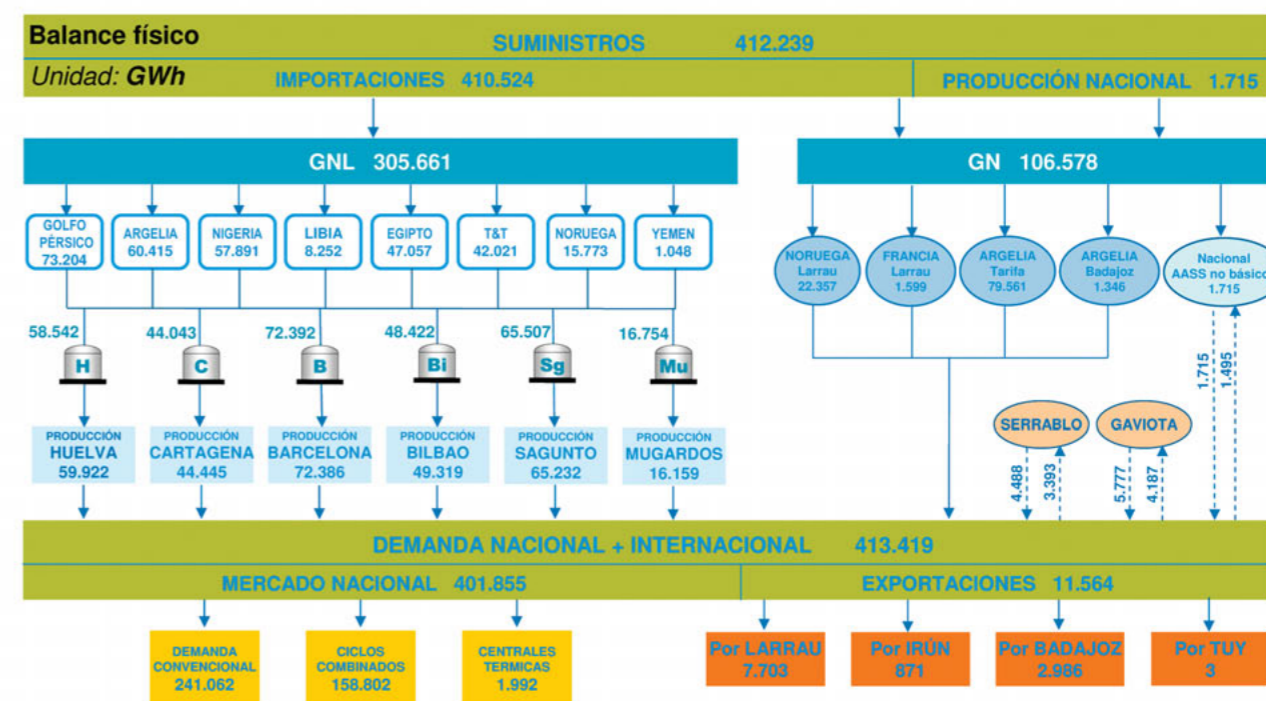 Balance físico
SUMINISTROS 412.239
Unidad: GWh
IMPORTACIONES 410.524
PRODUCCIÓN NACIONAL 1.715
GNL 305.661
GN 106.578
GOLFO
PÉRSICO
73.204
ARGELIA
60.415
NIGERIA
57.891
LIBIA
8.252
EGIPTO
47.057
T&T
42.021
NORUEGA
15.773
YEMEN
1.048
NORUEGA
Larrau
22.357
FRANCIA
Larrau
1.599
ARGELIA
Tarifa
79.561
ARGELIA
Badajoz
1.346
Nacional
AASS no básico
1.715
58.542
44.043
72.392
48.422
65.507
16.754
H
C
B
Bi
Sg
Mu
1.715
1.495
SERRABLO
GAVIOTA
4.488
3.393
5.777
4.187
PRODUCCIÓN
HUELVA
59.922
PRODUCCIÓN
CARTAGENA
44.445
PRODUCCIÓN
BARCELONA
72.386
PRODUCCIÓN
BILBAO
49.319
PRODUCCIÓN
SAGUNTO
65.232
PRODUCCIÓN
MUGARDOS
16.159
DEMANDA NACIONAL + INTERNACIONAL 413.419
MERCADO NACIONAL 401.855
EXPORTACIONES 11.564
DEMANDA
CONVENCIONAL
241.062
CICLOS
COMBINADOS
158.802
CENTRALES
TERMICAS
1.992
Por LARRAU
7.703
Por IRÚN
871
Por BADAJOZ
2.986
Por TUY
3